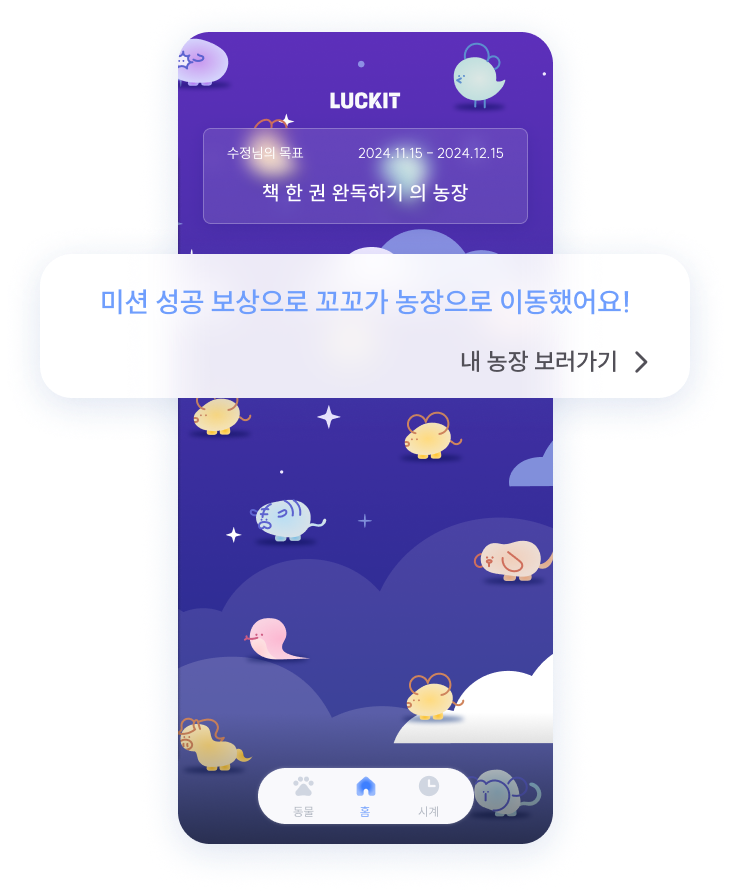 LUCKIT
수정님의 목표
2024.11.15 - 2024.12.15
책 한 권 완독하기 의 농장
미션 성공 보상으로 꼬꼬가 농장으로 이동했어요!
내 농장 보러가기
동물
홈
시계